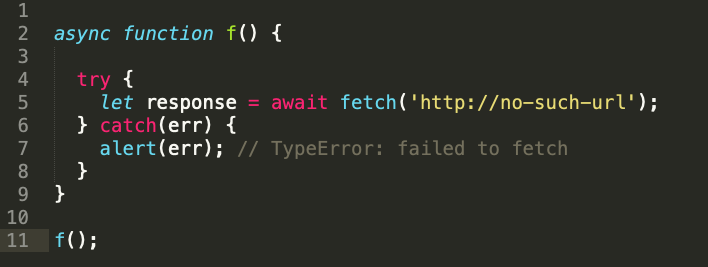 1
2 async function f() {
3
4   try {
5     let response = await fetch('http://no-such-url');
6   } catch(err) {
7     alert(err); // TypeError: failed to fetch
8   }
9 }
10
11 f();